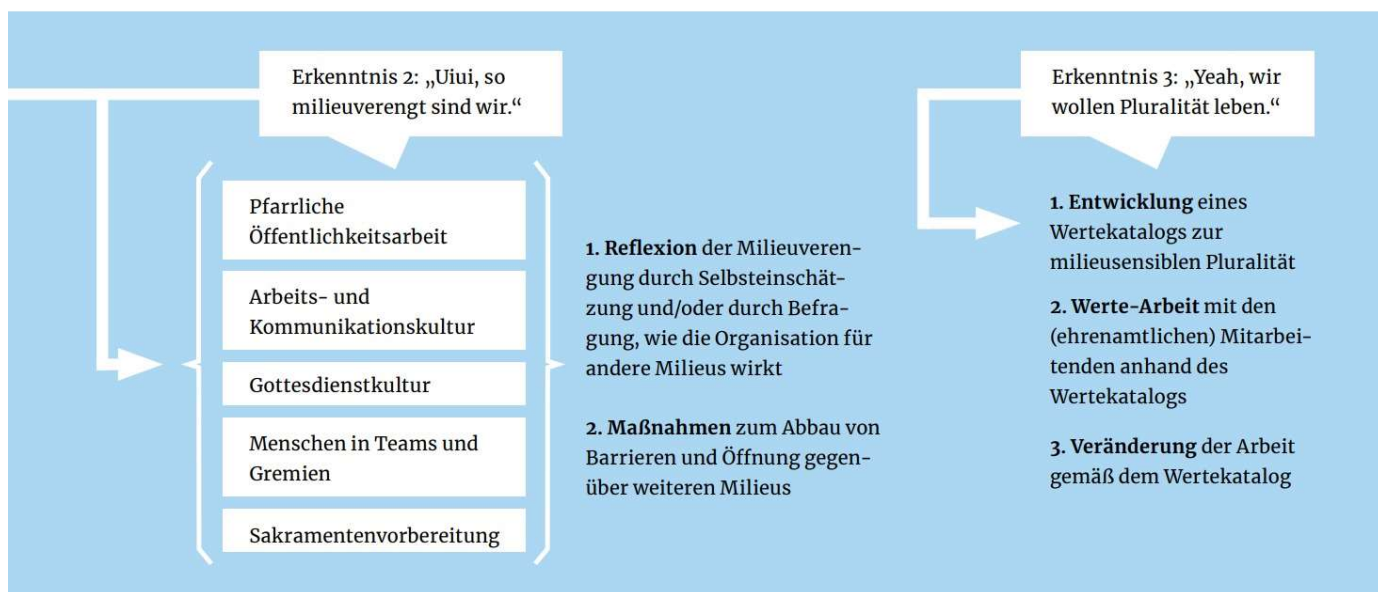 Erkenntnis 2: „Uiui, so
milieuverengt sind wir.“
Pfarrliche
Öffentlichkeitsarbeit
Arbeits- und
Kommunikationskultur
Gottesdienstkultur
Menschen in Teams und
Gremien
Sakramentenvorbereitung
1. Reflexion der Milieuveren-
gung durch Selbsteinschät-
zung und/oder durch Befra-
gung, wie die Organisation für
andere Milieus wirkt
2. Maßnahmen zum Abbau von
Barrieren und Öffnung gegen-
über weiteren Milieus
Erkenntnis 3: „Yeah, wir
wollen Pluralität leben.“
1. Entwicklung eines
Wertekatalogs zur
milieusensiblen Pluralität
2. Werte-Arbeit mit den
(ehrenamtlichen) Mitarbei-
tenden anhand des
Wertekatalogs
3. Veränderung der Arbeit
gemäß dem Wertekatalog